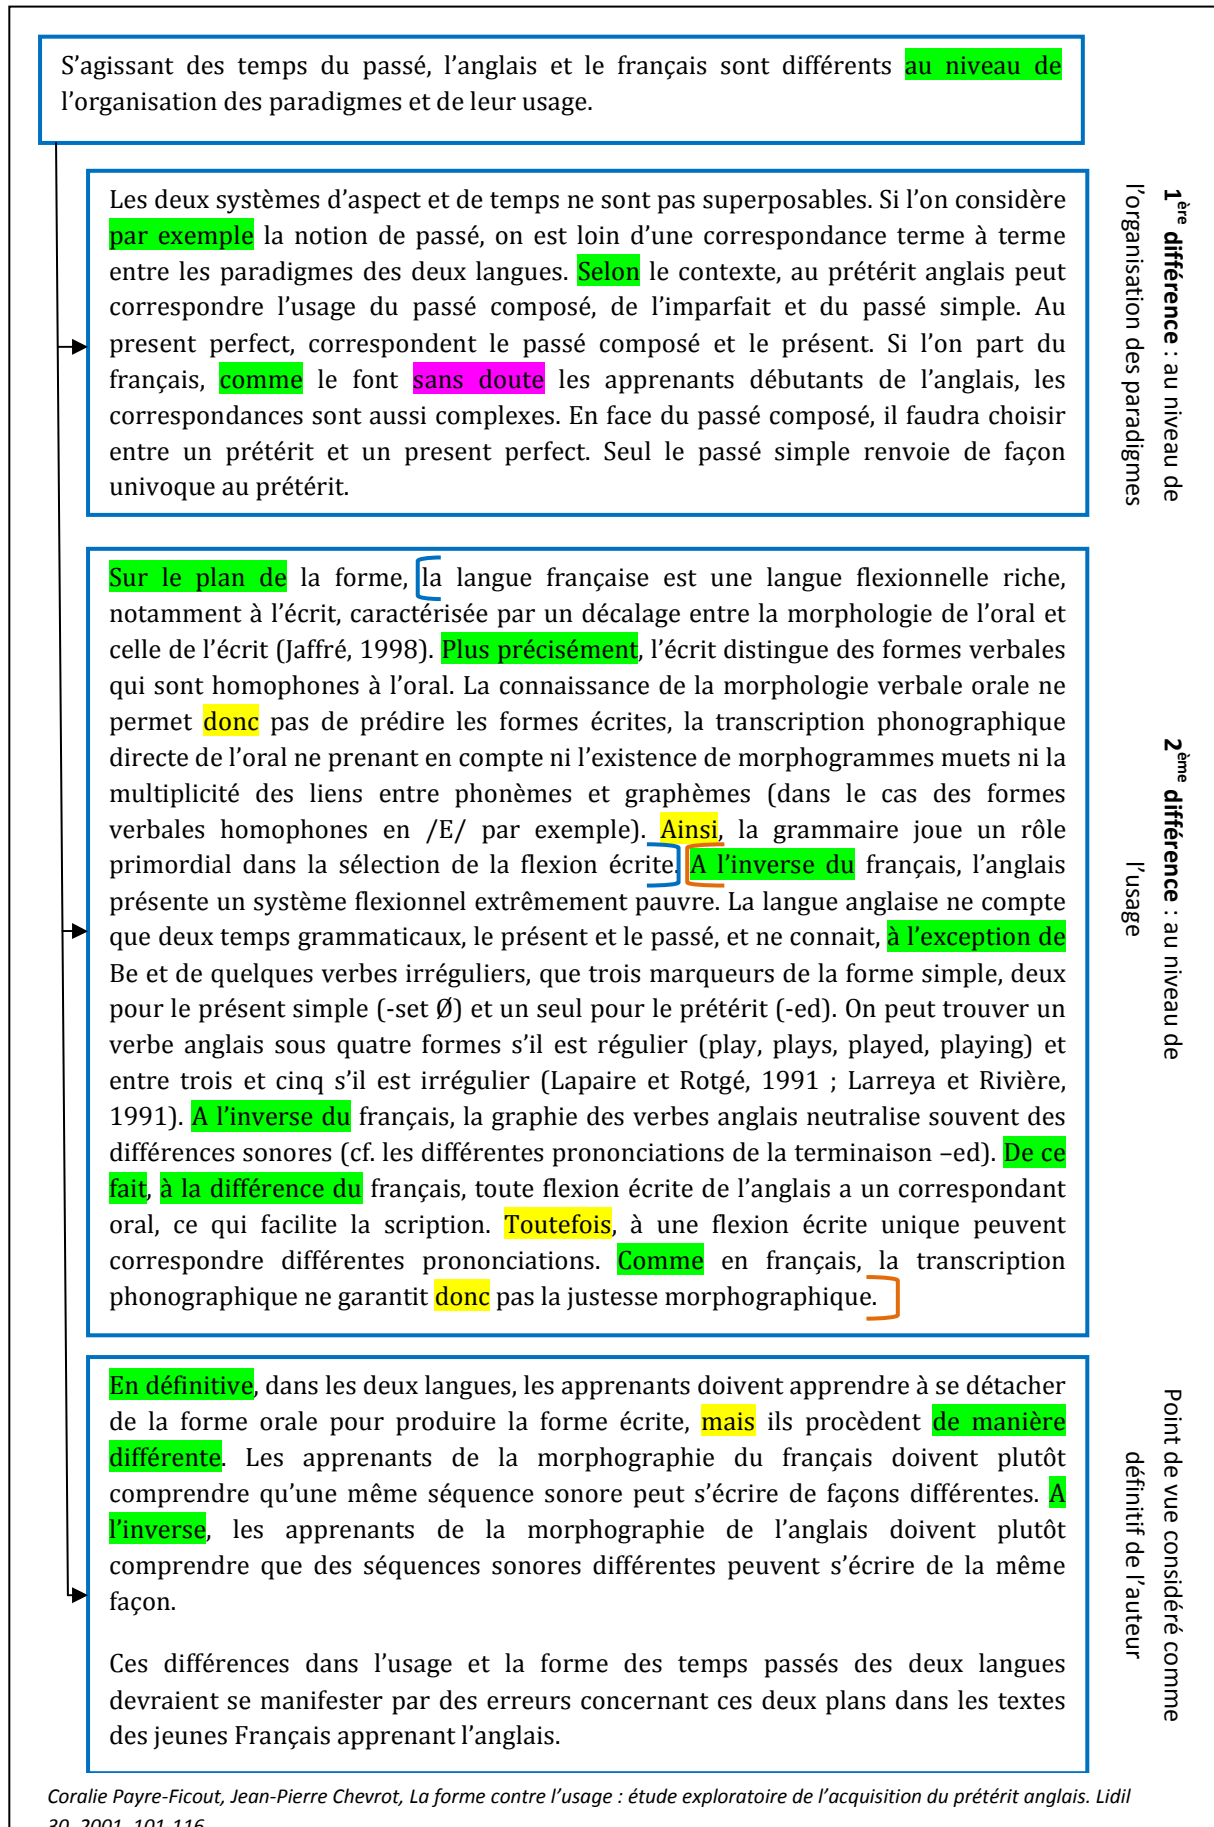 S’agissant des temps du passé, l’anglais et le français sont différents au niveau de
l’organisation des paradigmes et de leur usage.
Les deux systèmes d’aspect et de temps ne sont pas superposables. Si l’on considère
par exemple la notion de passé, on est loin d’une correspondance terme à terme
entre les paradigmes des deux langues. Selon le contexte, au prétérit anglais peut
correspondre l’usage du passé composé, de l’imparfait et du passé simple. Au
present perfect, correspondent le passé composé et le présent. Si l’on part du
français, comme le font sans doute les apprenants débutants de l’anglais, les
correspondances sont aussi complexes. En face du passé composé, il faudra choisir
entre un prétérit et un present perfect. Seul le passé simple renvoie de façon
univoque au prétérit.
1ère différence : au niveau de
l’organisation des paradigmes
Sur le plan de la forme, la langue française est une langue flexionnelle riche,
notamment à l’écrit, caractérisée par un décalage entre la morphologie de l’oral et
celle de l’écrit (Jaffré, 1998). Plus précisément, l’écrit distingue des formes verbales
qui sont homophones à l’oral. La connaissance de la morphologie verbale orale ne
permet donc pas de prédire les formes écrites, la transcription phonographique
directe de l’oral ne prenant en compte ni l’existence de morphogrammes muets ni la
multiplicité des liens entre phonèmes et graphèmes (dans le cas des formes
verbales homophones en /E/ par exemple). Ainsi, la grammaire joue un rôle
primordial dans la sélection de la flexion écrite. A l’inverse du français, l’anglais
présente un système flexionnel extrêmement pauvre. La langue anglaise ne compte
que deux temps grammaticaux, le présent et le passé, et ne connait, à l’exception de
Be et de quelques verbes irréguliers, que trois marqueurs de la forme simple, deux
pour le présent simple (-set Ø) et un seul pour le prétérit (-ed). On peut trouver un
verbe anglais sous quatre formes s’il est régulier (play, plays, played, playing) et
entre trois et cinq s’il est irrégulier (Lapaire et Rotgé, 1991 ; Larreya et Rivière,
1991). A l’inverse du français, la graphie des verbes anglais neutralise souvent des
différences sonores (cf. les différentes prononciations de la terminaison –ed). De ce
fait, à la différence du français, toute flexion écrite de l’anglais a un correspondant
oral, ce qui facilite la scription. Toutefois, à une flexion écrite unique peuvent
correspondre différentes prononciations. Comme en français, la transcription
phonographique ne garantit donc pas la justesse morphographique.
2ème différence : au niveau de
l’usage
En définitive, dans les deux langues, les apprenants doivent apprendre à se détacher
de la forme orale pour produire la forme écrite, mais ils procèdent de manière
différente. Les apprenants de la morphographie du français doivent plutôt
comprendre qu’une même séquence sonore peut s’écrire de façons différentes. A
l’inverse, les apprenants de la morphographie de l’anglais doivent plutôt
comprendre que des séquences sonores différentes peuvent s’écrire de la même
façon.
Ces différences dans l’usage et la forme des temps passés des deux langues
devraient se manifester par des erreurs concernant ces deux plans dans les textes
des jeunes Français apprenant l’anglais.
Point de vue considéré comme
définitif de l’auteur
Coralie Payre-Ficout, Jean-Pierre Chevrot, La forme contre l’usage : étude exploratoire de l’acquisition du prétérit anglais. Lidil
30, 2001, 101-116